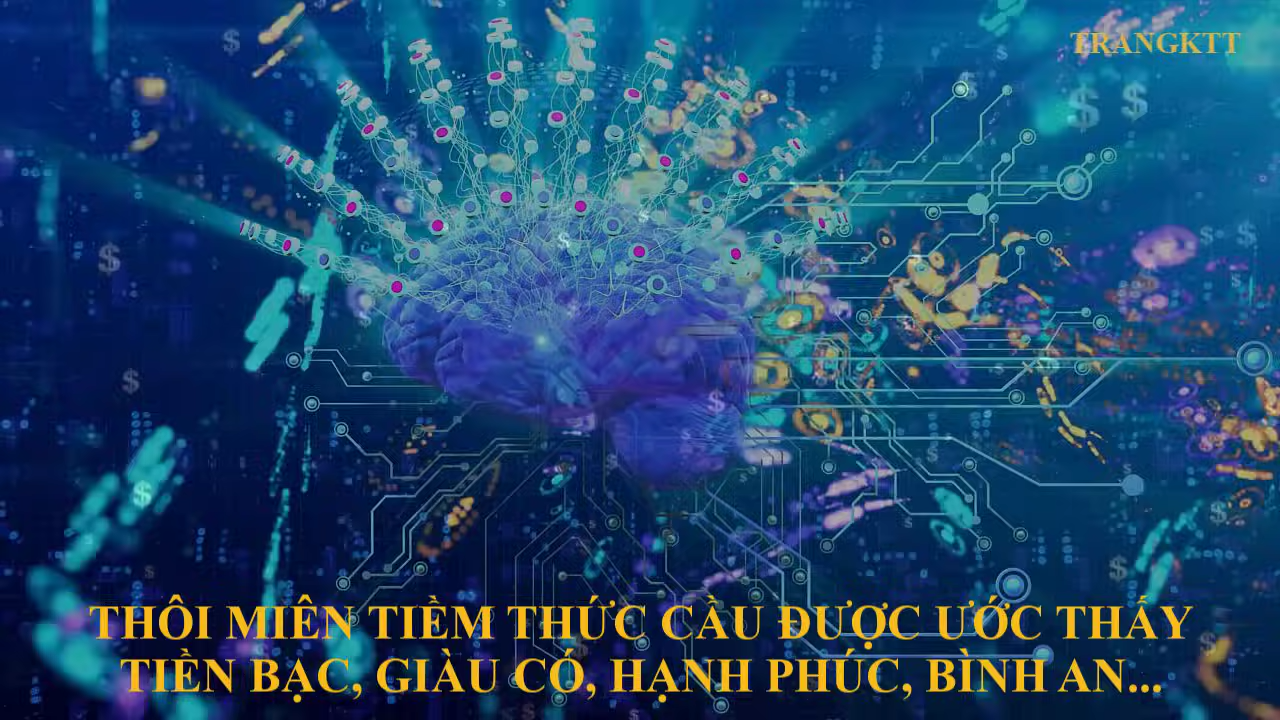 TRANGKTT
THÔI MIÊN TIỀM THỨC CẦU ĐƯỢC ƯỚC THẤY
TIỀN BẠC, GIÀU CÓ, HẠNH PHÚC, BÌNH AN...